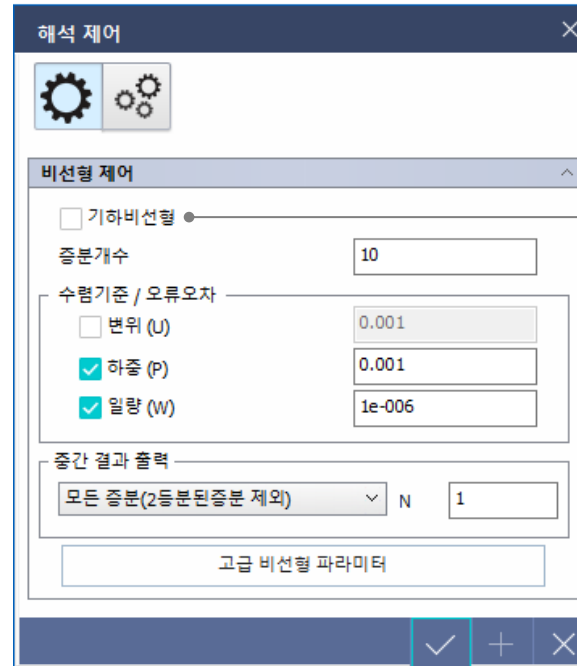 해석 제어
비선형 제어
기하비선형
증분개수 10
수렴기준 / 오류오차
변위 (U) 0.001
하중 (P) 0.001
일량 (W) 1e-006
중간 결과 출력
모든 증분(2등분된증분 제외) N 1
고급 비선형 파라미터